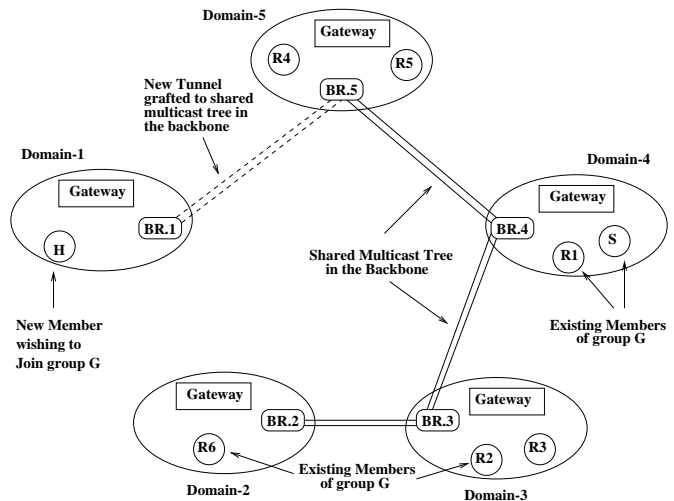 Domain-5
Gateway
R4
R5
BR.5
New Tunnel
grafted to shared
multicast tree in
the backbone
Domain-1
Gateway
BR.1
H
Domain-4
Gateway
BR.4
S
R1
Shared Multicast Tree
in the Backbone
New Member
wishing to
Join group G
Existing Members
of group G
Gateway
BR.2
R6
Domain-2
Gateway
BR.3
R2
R3
Domain-3
Existing Members
of group G